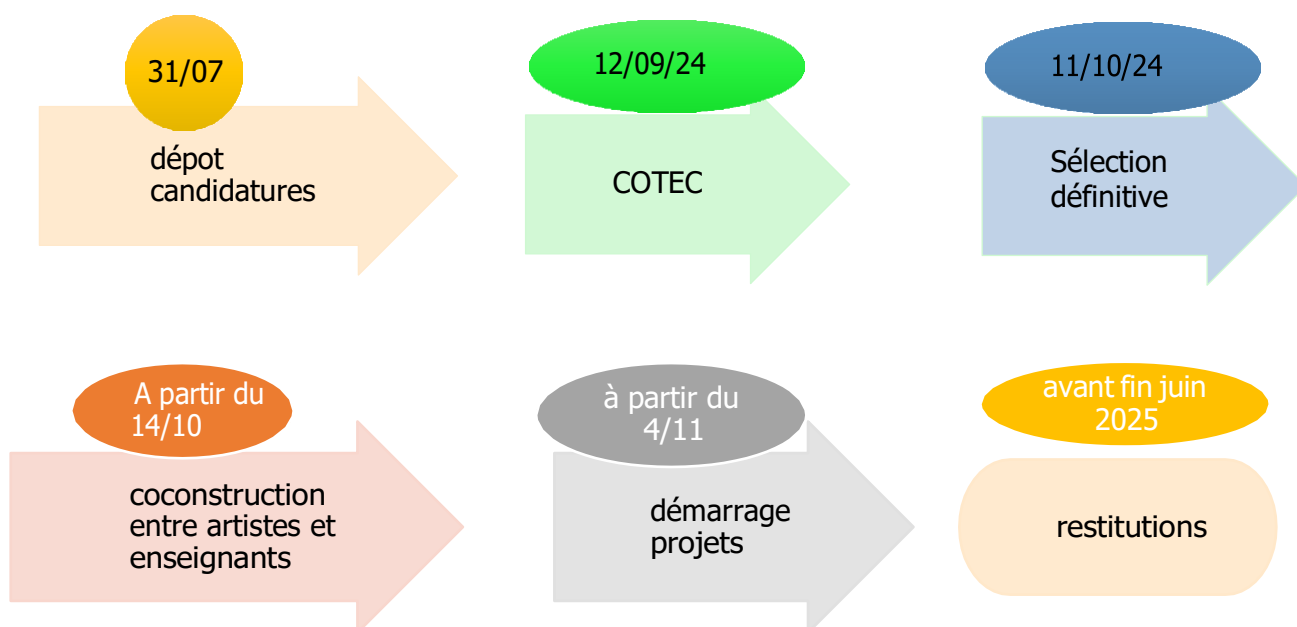 31/07
dépot
candidatures
12/09/24
COTEC
11/10/24
Sélection
définitive
A partir du
14/10
coconstruction
entre artistes et
enseignants
à partir du
4/11
démarrage
projets
avant fin juin
2025
restitutions